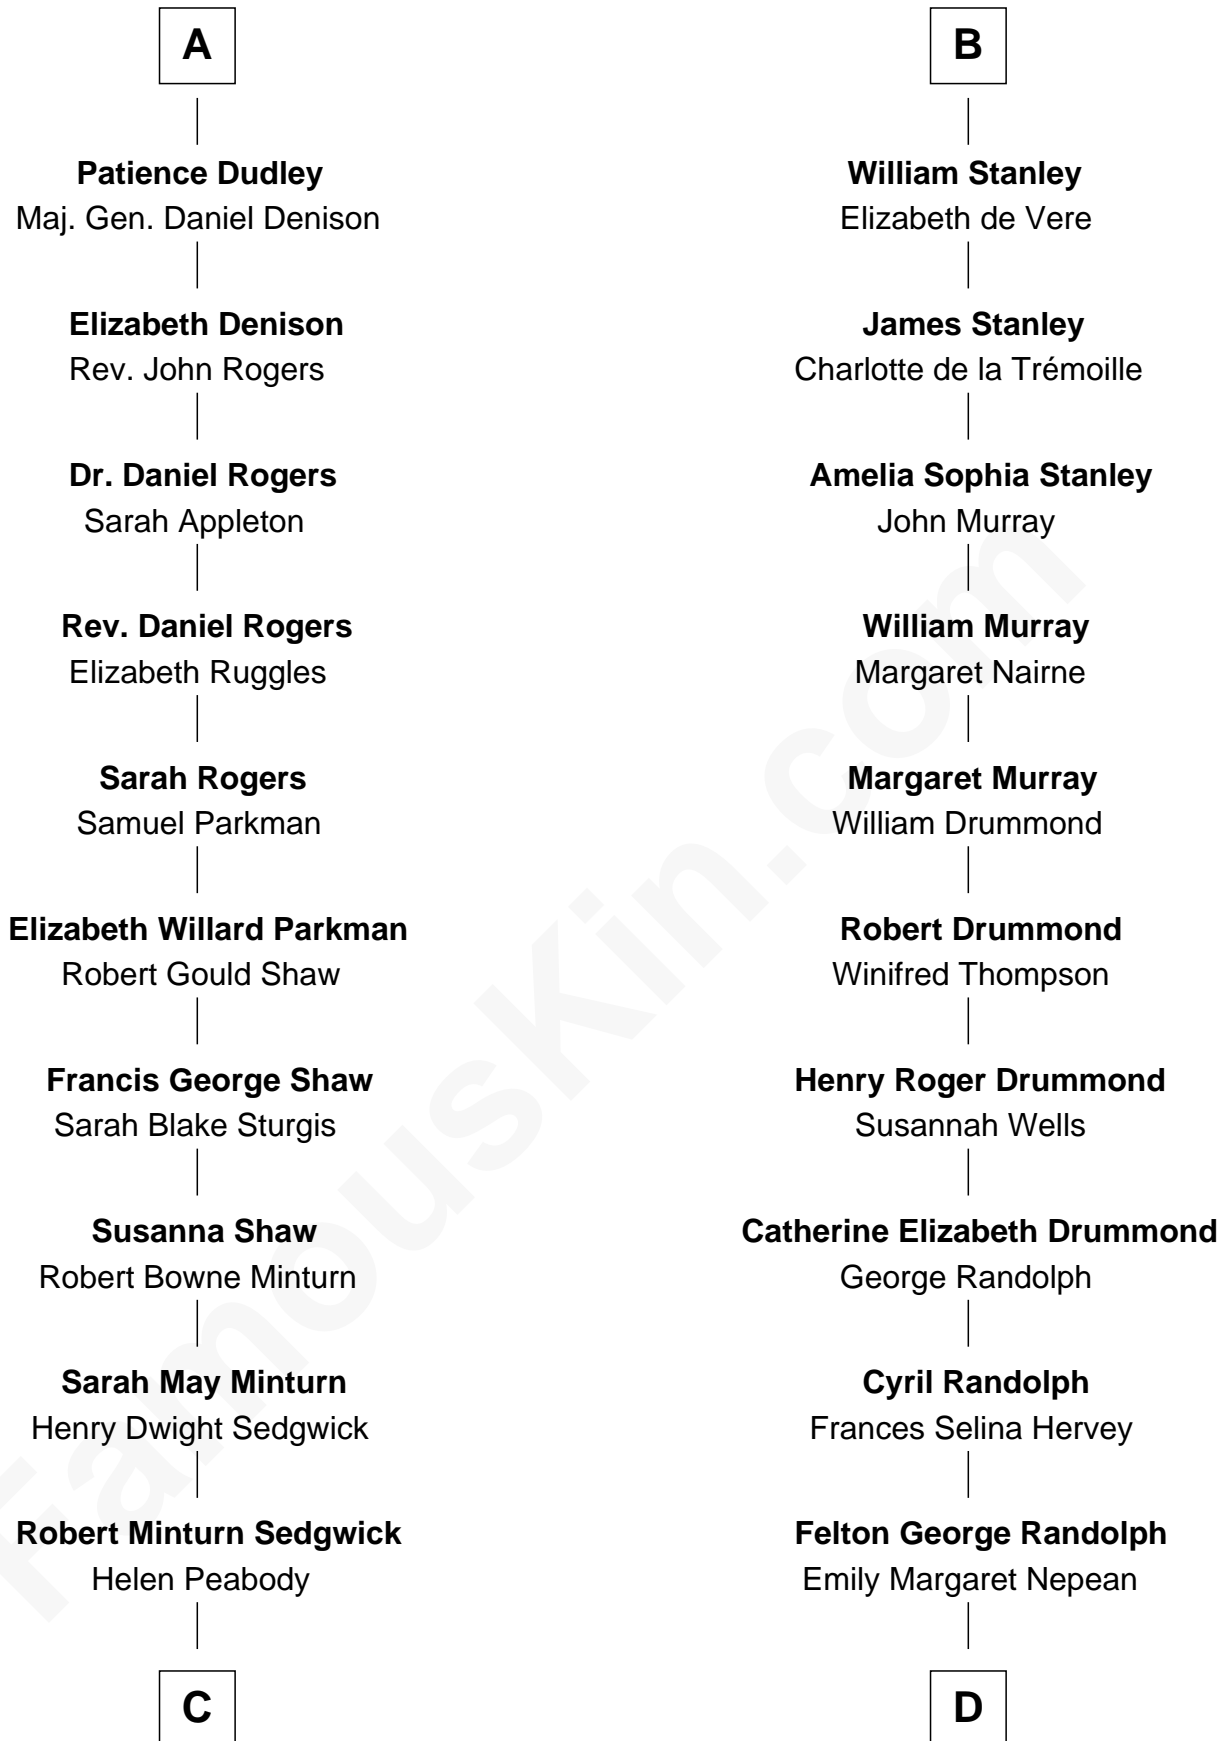 A
Patience Dudley
Maj. Gen. Daniel Denison
Elizabeth Denison
Rev. John Rogers
Dr. Daniel Rogers
Sarah Appleton
Rev. Daniel Rogers
Elizabeth Ruggles
Sarah Rogers
Samuel Parkman
Elizabeth Willard Parkman
Robert Gould Shaw
Francis George Shaw
Sarah Blake Sturgis
Susanna Shaw
Robert Bowne Minturn
Sarah May Minturn
Henry Dwight Sedgwick
Robert Minturn Sedgwick
Helen Peabody
C
B
William Stanley
Elizabeth de Vere
James Stanley
Charlotte de la Trémoille
Amelia Sophia Stanley
John Murray
William Murray
Margaret Nairne
Margaret Murray
William Drummond
Robert Drummond
Winifred Thompson
Henry Roger Drummond
Susannah Wells
Catherine Elizabeth Drummond
George Randolph
Cyril Randolph
Frances Selina Hervey
Felton George Randolph
Emily Margaret Nepean
D
FamousKin.com